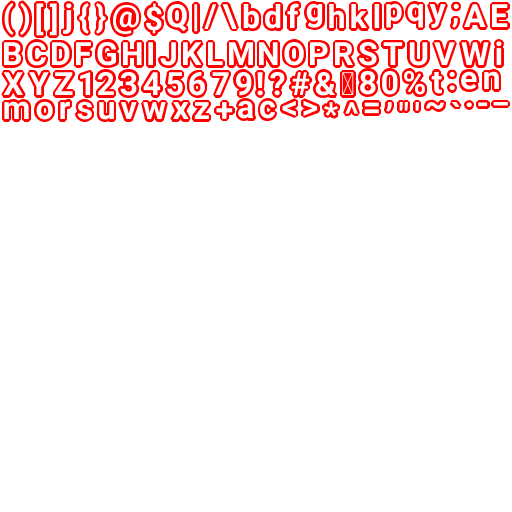 ()[]j{}@$Q|/\bdfghklpqy;AE
BCDFGHIJKLMNOPRSTUVWi
XYZ12345679!?#&80%t:en
morsuvwxz+ac<>*^=’"'~`·-–